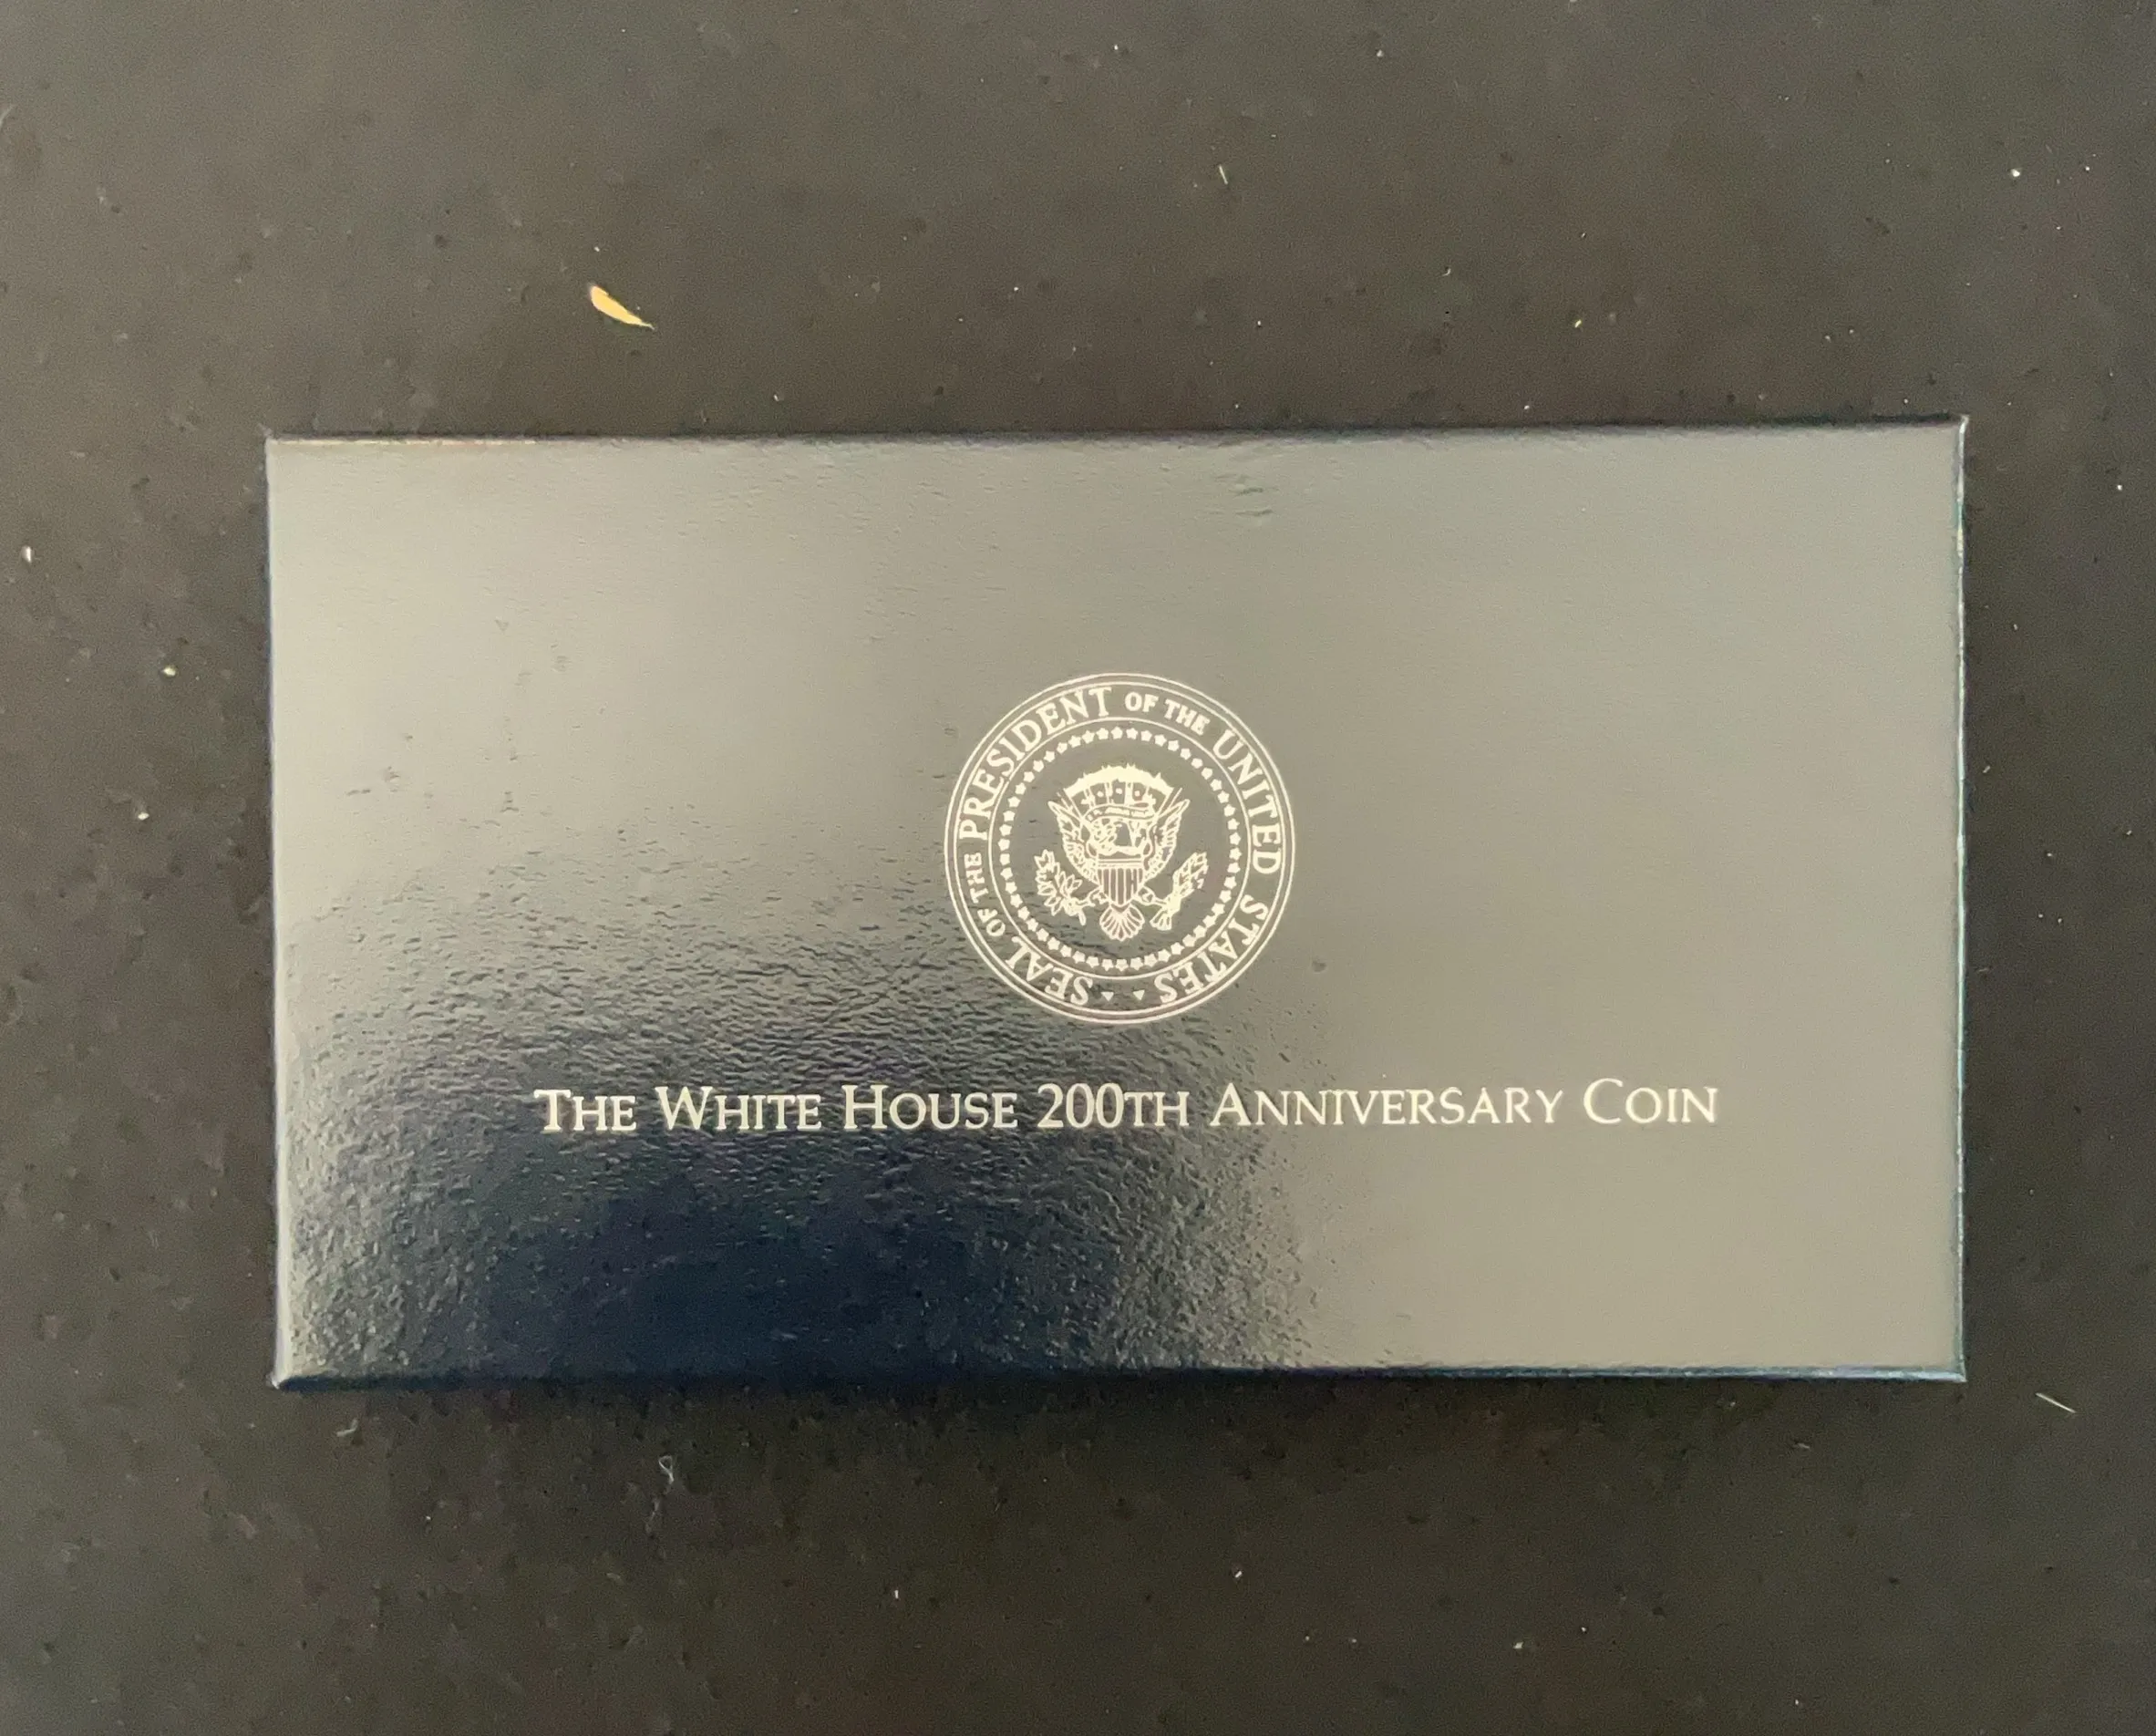 SEAL OF THE PRESIDENT OF THE UNITED STATES
THE WHITE HOUSE 200TH ANNIVERSARY COIN